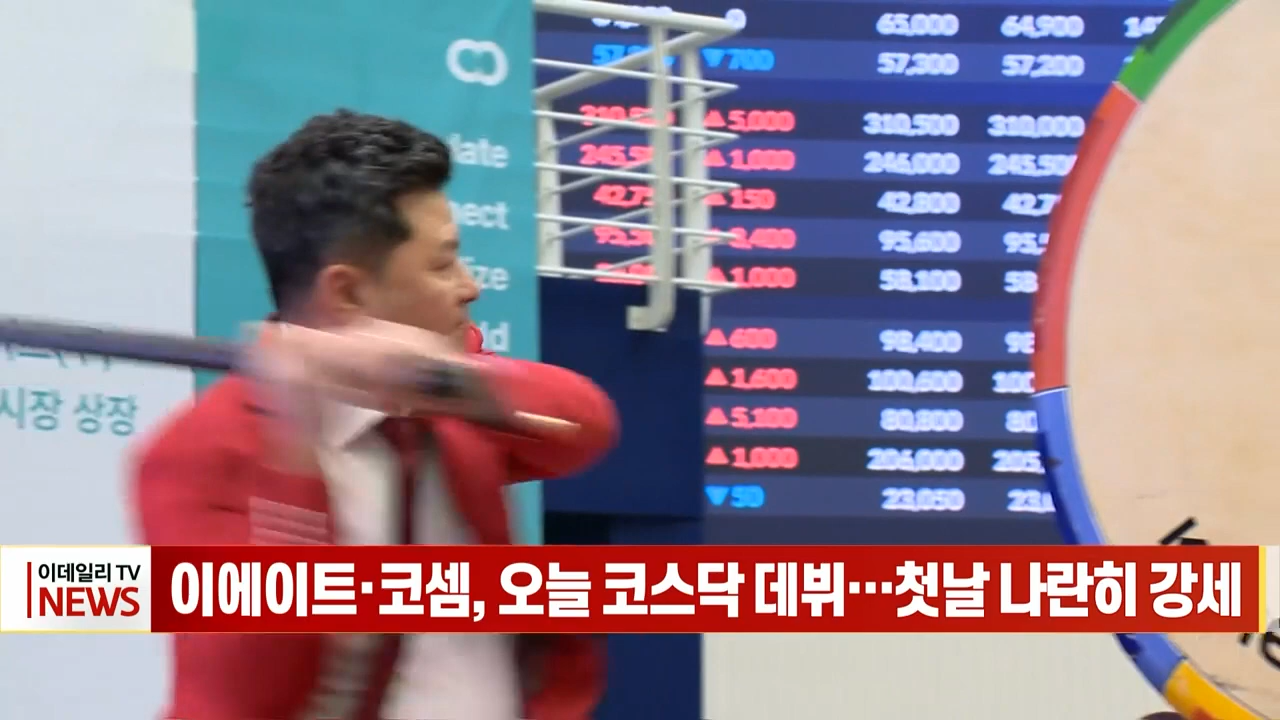 65,000 64,900
▼700 57,300 57,200
▲5,000 310,500 310,000
▲1,000 246,000 245,500
▲150 42,800
95,600
▲1,000 58,100
▲600 98,400
▲1,600 100,600
▲5,100 80,800
▲1,000 206,000
▼50 23,050
시장 상장
이데일리 TV
NEWS
이에이트·코셈, 오늘 코스닥 데뷔…첫날 나란히 강세